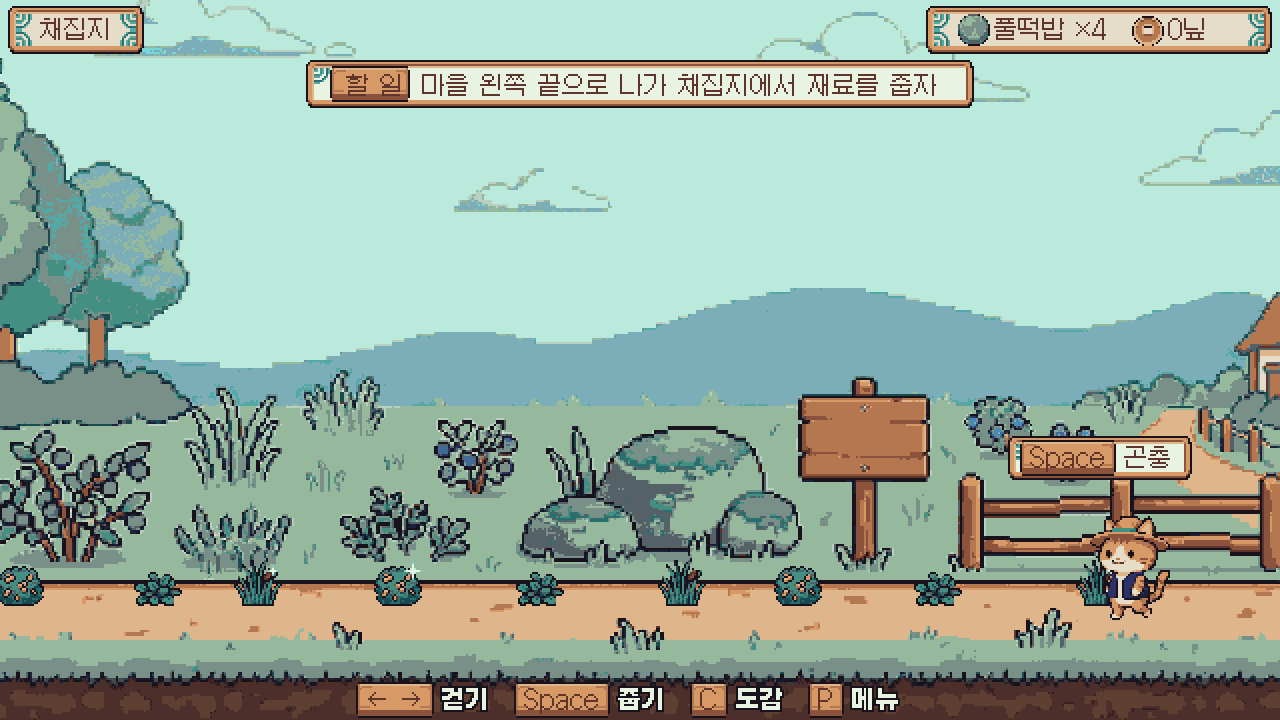 채집지
풀떡밥 ×4 0닢
할 일 마을 왼쪽 끝으로 나가 채집지에서 재료를 줍자
Space 곤충
← → 걷기 Space 줍기 C 도감 P 메뉴